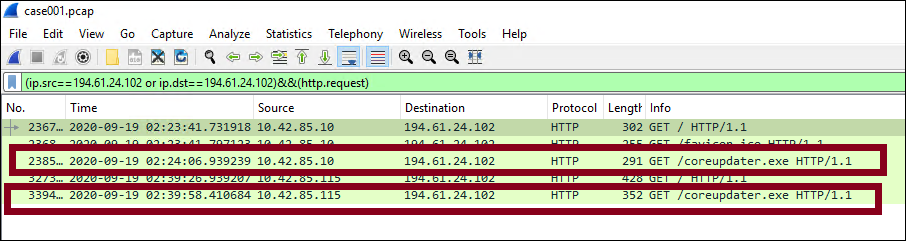 case001.pcap
File Edit View Go Capture Analyze Statistics Telephony Wireless Tools Help
(ip.src==194.61.24.102 or ip.dst==194.61.24.102)&&(http.request)
No. Time Source Destination Protocol Length Info
2367… 2020-09-19 02:23:41.731918 10.42.85.10 194.61.24.102 HTTP 302 GET / HTTP/1.1
2368… 2020-09-19 02:23:41.797123 10.42.85.10 194.61.24.102 HTTP 255 GET /favicon.ico HTTP/1.1
2385… 2020-09-19 02:24:06.939239 10.42.85.10 194.61.24.102 HTTP 291 GET /coreupdater.exe HTTP/1.1
3273… 2020-09-19 02:39:26.939207 10.42.85.115 194.61.24.102 HTTP 428 GET / HTTP/1.1
3394… 2020-09-19 02:39:58.410684 10.42.85.115 194.61.24.102 HTTP 352 GET /coreupdater.exe HTTP/1.1